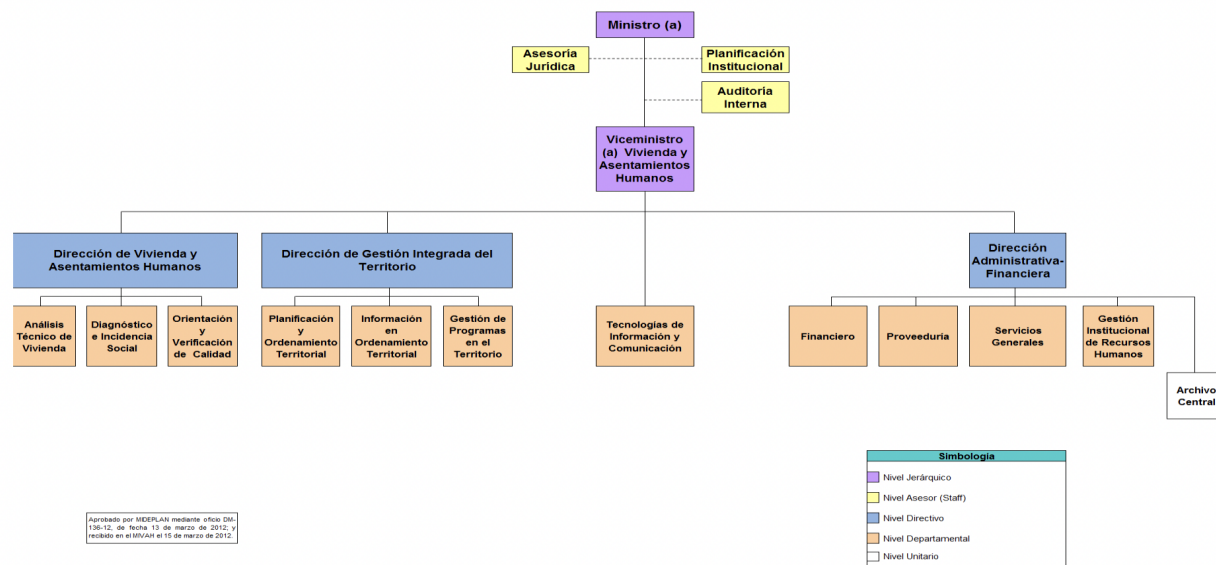 Ministro (a)
Asesoría
Jurídica
Planificación
Institucional
Auditoría
Interna
Viceministro
(a) Vivienda y
Asentamientos
Humanos
Dirección de Vivienda y
Asentamientos Humanos
Dirección de Gestión Integrada del
Territorio
Dirección
Administrativa-
Financiera
Análisis
Técnico de
Vivienda
Diagnóstico
e Incidencia
Social
Orientación
y
Verificación
de Calidad
Planificación
y
Ordenamiento
Territorial
Información
en
Ordenamiento
Territorial
Gestión de
Programas
en el
Territorio
Tecnologías de
Información y
Comunicación
Financiero
Proveeduría
Servicios
Generales
Gestión
Institucional
de Recursos
Humanos
Archivo
Central
Simbología
Nivel Jerárquico
Nivel Asesor (Staff)
Nivel Directivo
Nivel Departamental
Nivel Unitario
Aprobado por MIDEPLAN mediante oficio DM-
136-12, de fecha 13 de marzo de 2012; y
recibido en el MIVAH el 15 de marzo de 2012.